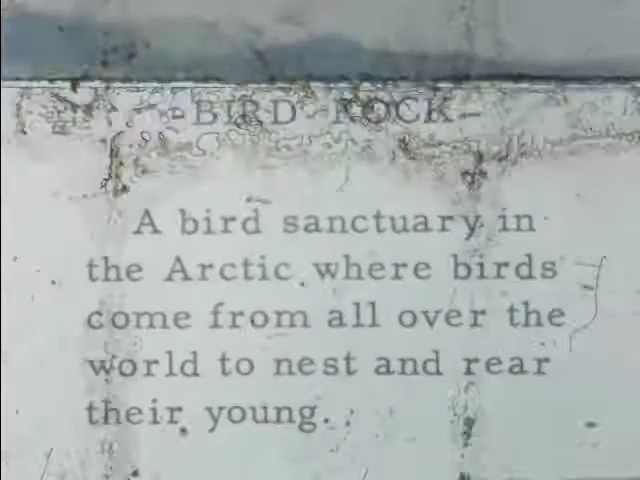 BIRD ROCK
A bird sanctuary in
the Arctic where birds
come from all over the
world to nest and rear
their young.